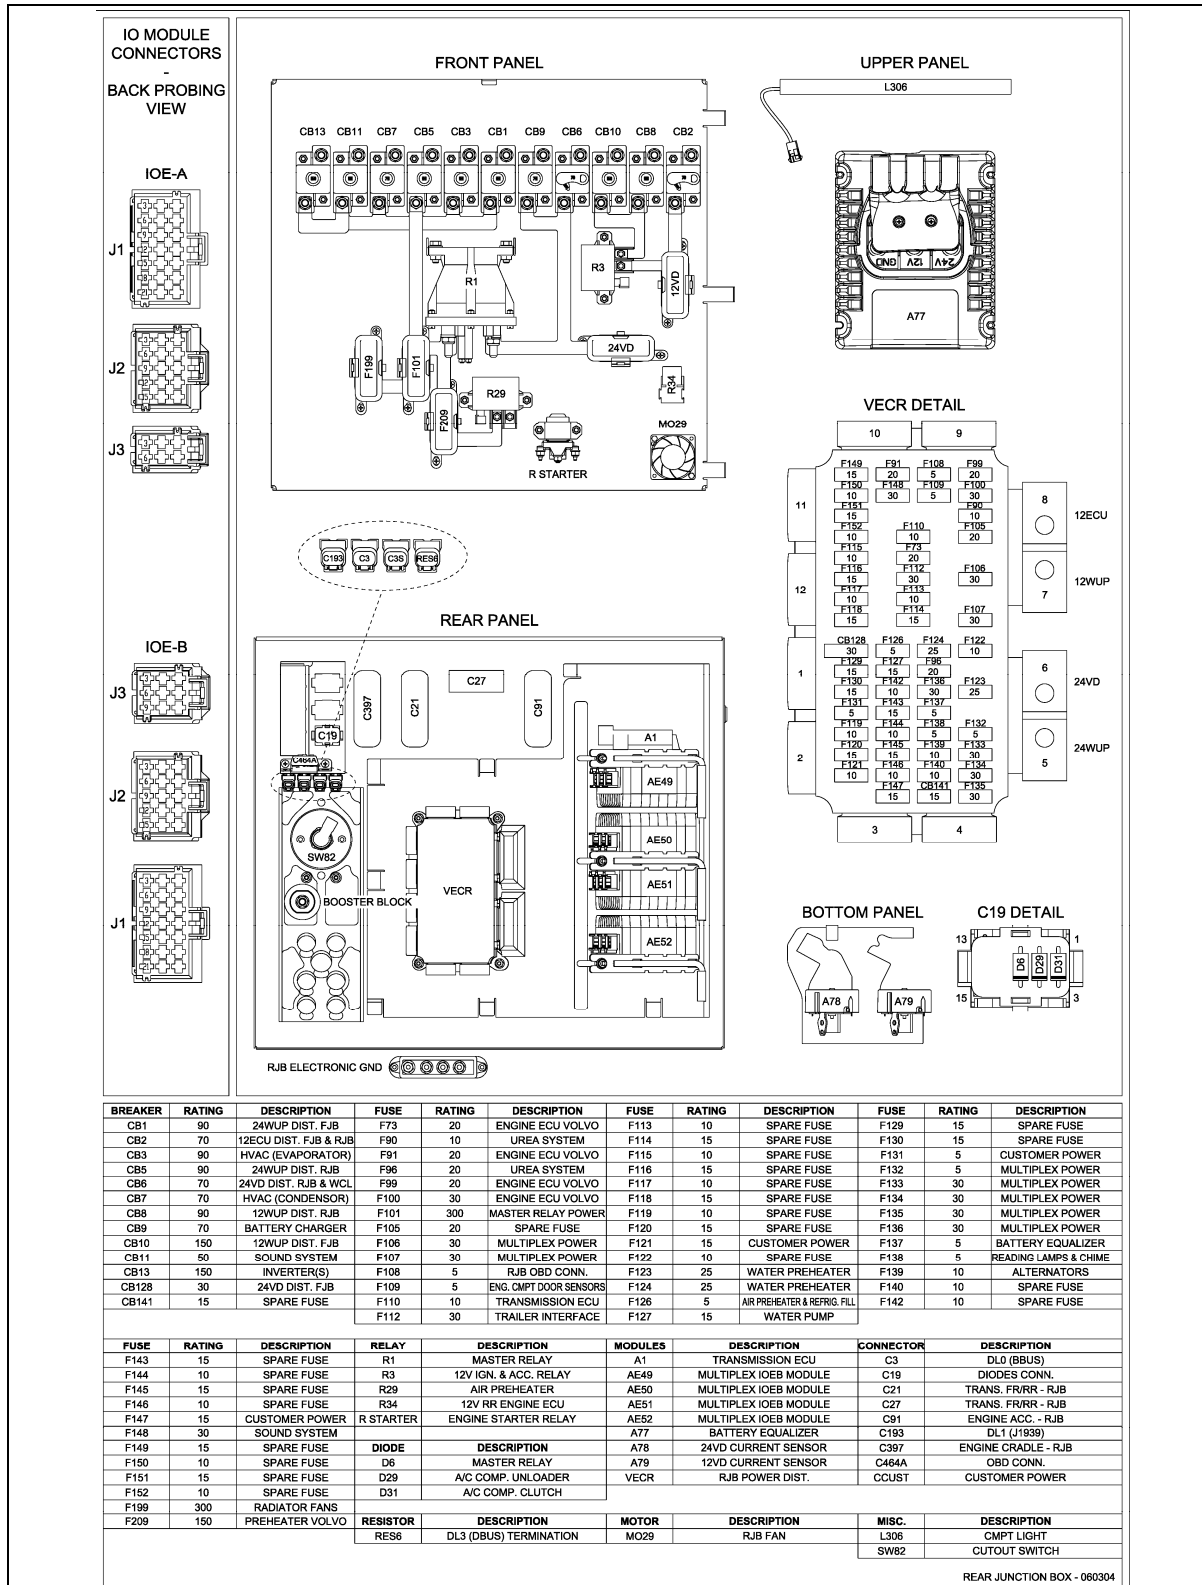 IO MODULE
CONNECTORS
-
BACK PROBING
VIEW
IOE-A
J1
J2
J3
IOE-B
J3
J2
J1
FRONT PANEL
CB13 CB11 CB7 CB5 CB3 CB1 CB9 CB6 CB10 CB8 CB2
R1
R3
12VD
24VD
F199
F101
F209
R29
R34
R STARTER
MO29
UPPER PANEL
L306
GND 12V 24V
A77
C193 C3 C3S RES6
REAR PANEL
C397
C21
C27
C91
C19
C464A
SW82
BOOSTER BLOCK
VECR
A1
AE49
AE50
AE51
AE52
RJB ELECTRONIC GND
VECR DETAIL
10 9
11
12
1
2
3 4
8
7
6
5
12ECU
12WUP
24VD
24WUP
F149 F91 F108 F99
15 20 5 20
F150 F148 F109 F100
10 30 5 30
F151 F90
15 10
F152 F110 F105
10 10 20
F115 F73
10 20
F116 F112 F106
15 30 30
F117 F113
10 10
F118 F114 F107
15 15 30
CB128 F126 F124 F122
30 5 25 10
F129 F127 F96
15 15 20
F130 F142 F136 F123
15 10 30 25
F131 F143 F137
5 15 5
F119 F144 F138 F132
10 10 5 5
F120 F145 F139 F133
15 15 10 30
F121 F146 F140 F134
10 10 10 30
F147 CB141 F135
15 15 30
BOTTOM PANEL
A78 A79
C19 DETAIL
13 1
D6 D29 D31
15 3
BREAKER RATING DESCRIPTION FUSE RATING DESCRIPTION FUSE RATING DESCRIPTION FUSE RATING DESCRIPTION
CB1 90 24WUP DIST. FJB F73 20 ENGINE ECU VOLVO F113 10 SPARE FUSE F129 15 SPARE FUSE
CB2 70 12ECU DIST. FJB & RJB F90 10 UREA SYSTEM F114 15 SPARE FUSE F130 15 SPARE FUSE
CB3 90 HVAC (EVAPORATOR) F91 20 ENGINE ECU VOLVO F115 10 SPARE FUSE F131 5 CUSTOMER POWER
CB5 90 24WUP DIST. RJB F96 20 UREA SYSTEM F116 15 SPARE FUSE F132 5 MULTIPLEX POWER
CB6 70 24VD DIST. RJB & WCL F99 20 ENGINE ECU VOLVO F117 10 SPARE FUSE F133 30 MULTIPLEX POWER
CB7 70 HVAC (CONDENSOR) F100 30 ENGINE ECU VOLVO F118 15 SPARE FUSE F134 30 MULTIPLEX POWER
CB8 90 12WUP DIST. RJB F101 300 MASTER RELAY POWER F119 10 SPARE FUSE F135 30 MULTIPLEX POWER
CB9 70 BATTERY CHARGER F105 20 SPARE FUSE F120 15 SPARE FUSE F136 30 MULTIPLEX POWER
CB10 150 12WUP DIST. FJB F106 30 MULTIPLEX POWER F121 15 CUSTOMER POWER F137 5 BATTERY EQUALIZER
CB11 50 SOUND SYSTEM F107 30 MULTIPLEX POWER F122 10 SPARE FUSE F138 5 READING LAMPS & CHIME
CB13 150 INVERTER(S) F108 5 RJB OBD CONN. F123 25 WATER PREHEATER F139 10 ALTERNATORS
CB128 30 24VD DIST. FJB F109 5 ENG. CMPT DOOR SENSORS F124 25 WATER PREHEATER F140 10 SPARE FUSE
CB141 15 SPARE FUSE F110 10 TRANSMISSION ECU F126 5 AIR PREHEATER & REFRIG. FILL F142 10 SPARE FUSE
F112 30 TRAILER INTERFACE F127 15 WATER PUMP
FUSE RATING DESCRIPTION RELAY DESCRIPTION MODULES DESCRIPTION CONNECTOR DESCRIPTION
F143 15 SPARE FUSE R1 MASTER RELAY A1 TRANSMISSION ECU C3 DL0 (BBUS)
F144 10 SPARE FUSE R3 12V IGN. & ACC. RELAY AE49 MULTIPLEX IOEB MODULE C19 DIODES CONN.
F145 15 SPARE FUSE R29 AIR PREHEATER AE50 MULTIPLEX IOEB MODULE C21 TRANS. FR/RR - RJB
F146 10 SPARE FUSE R34 12V RR ENGINE ECU AE51 MULTIPLEX IOEB MODULE C27 TRANS. FR/RR - RJB
F147 15 CUSTOMER POWER R STARTER ENGINE STARTER RELAY AE52 MULTIPLEX IOEB MODULE C91 ENGINE ACC. - RJB
F148 30 SOUND SYSTEM A77 BATTERY EQUALIZER C193 DL1 (J1939)
F149 15 SPARE FUSE DIODE DESCRIPTION A78 24VD CURRENT SENSOR C397 ENGINE CRADLE - RJB
F150 10 SPARE FUSE D6 MASTER RELAY A79 12VD CURRENT SENSOR C464A OBD CONN.
F151 15 SPARE FUSE D29 A/C COMP. UNLOADER VECR RJB POWER DIST. CCUST CUSTOMER POWER
F152 10 SPARE FUSE D31 A/C COMP. CLUTCH
F199 300 RADIATOR FANS
F209 150 PREHEATER VOLVO RESISTOR DESCRIPTION MOTOR DESCRIPTION MISC. DESCRIPTION
RES6 DL3 (DBUS) TERMINATION MO29 RJB FAN L306 CMPT LIGHT
SW82 CUTOUT SWITCH
REAR JUNCTION BOX - 060304